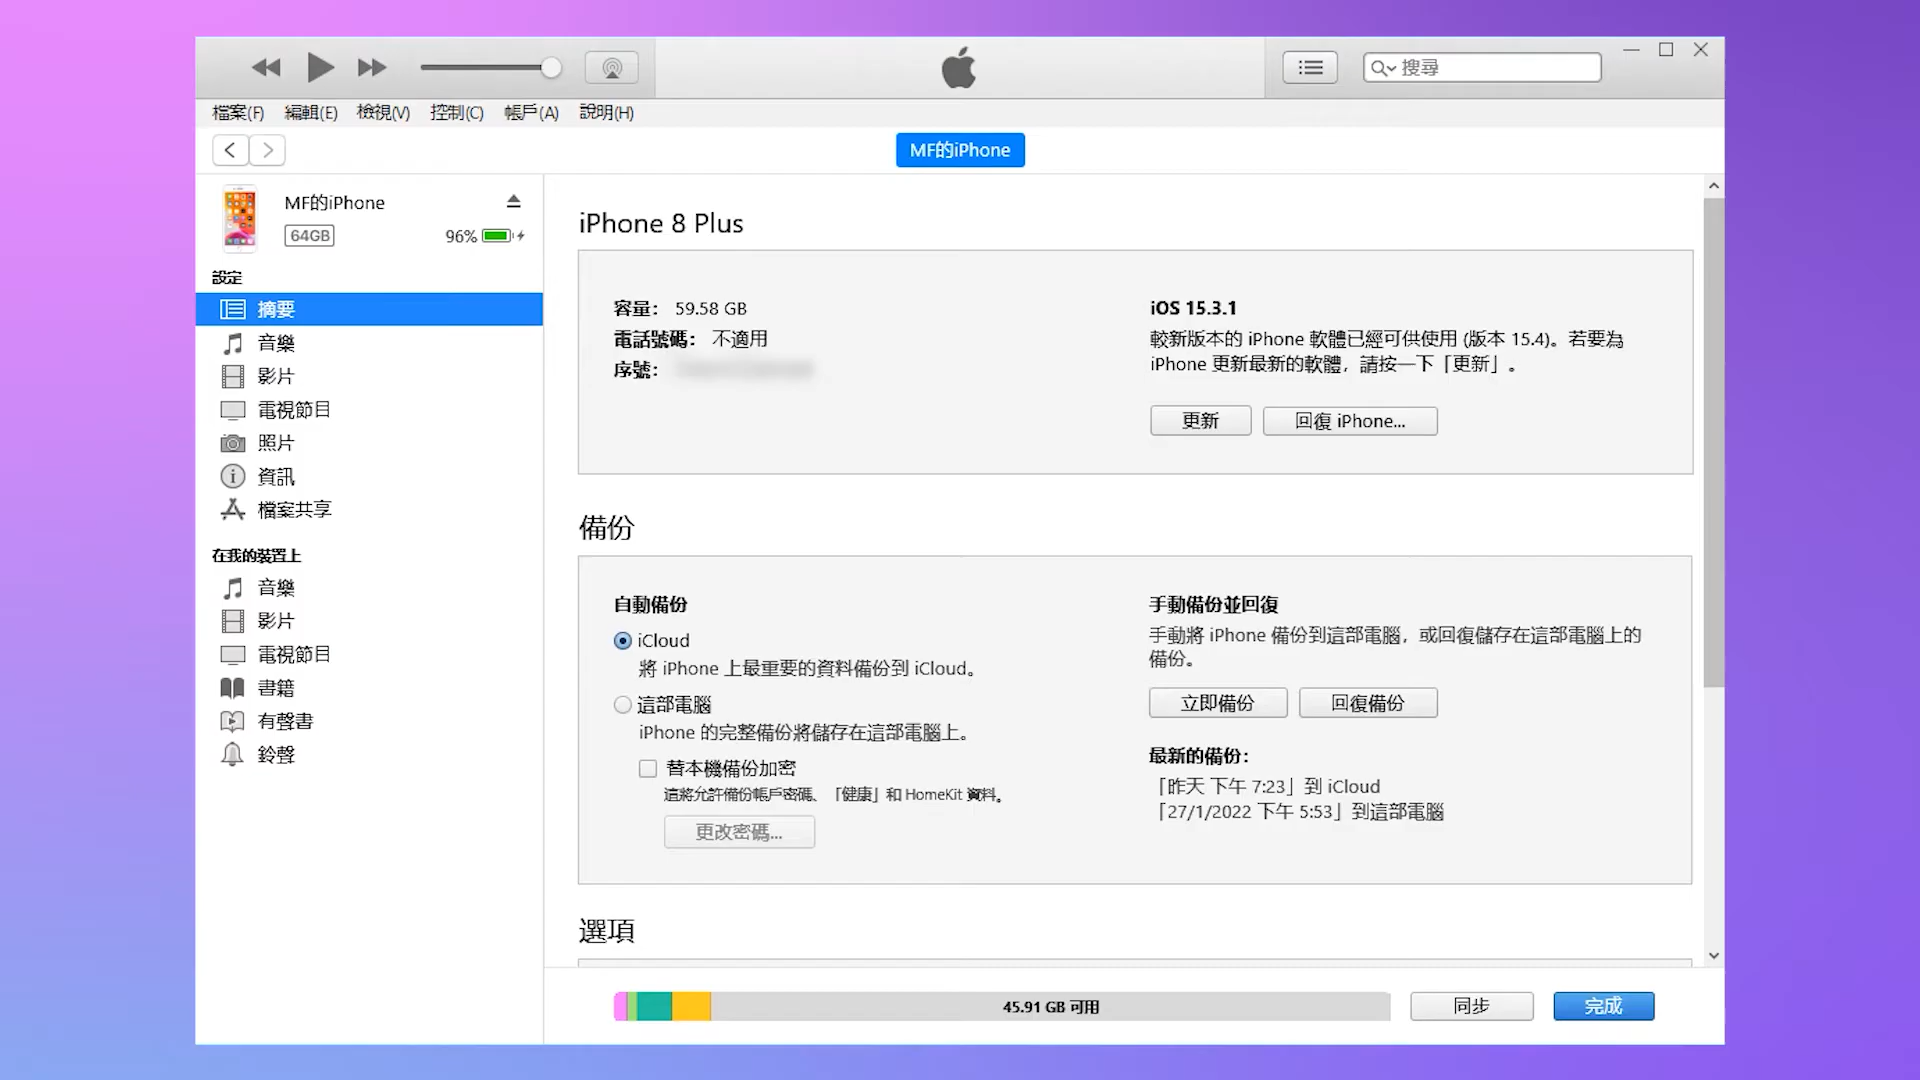 搜尋
檔案(F) 編輯(E) 檢視(V) 控制(C) 帳戶(A) 說明(H)
MF的iPhone
MF的iPhone
64GB 96%
設定
摘要
音樂
影片
電視節目
照片
資訊
檔案共享
在我的裝置上
音樂
影片
電視節目
書籍
有聲書
鈴聲
iPhone 8 Plus
容量: 59.58 GB
電話號碼: 不適用
序號:
iOS 15.3.1
較新版本的 iPhone 軟體已經可供使用 (版本 15.4)。若要為
iPhone 更新最新的軟體，請按一下「更新」。
更新 回復 iPhone...
備份
自動備份
iCloud
將 iPhone 上最重要的資料備份到 iCloud。
這部電腦
iPhone 的完整備份將儲存在這部電腦上。
替本機備份加密
這將允許備份帳戶密碼、「健康」和 HomeKit 資料。
更改密碼...
手動備份並回復
手動將 iPhone 備份到這部電腦，或回復儲存在這部電腦上的
備份。
立即備份 回復備份
最新的備份:
「昨天 下午 7:23」到 iCloud
「27/1/2022 下午 5:53」到這部電腦
選項
45.91 GB 可用
同步 完成